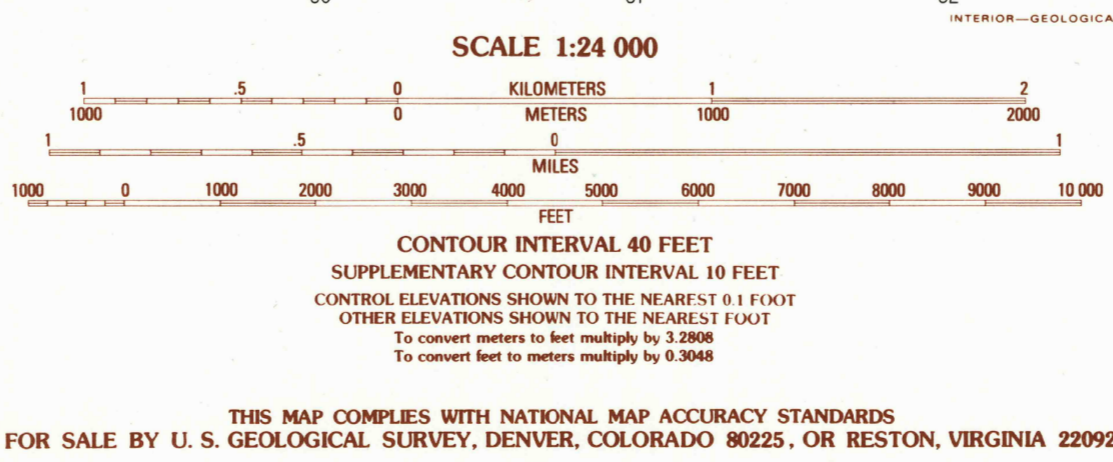 INTERIOR—GEOLOGICA
SCALE 1:24 000
1 .5 0 KILOMETERS 1 2
1000 0 METERS 1000 2000
1 .5 0 1
MILES
1000 0 1000 2000 3000 4000 5000 6000 7000 8000 9000 10 000
FEET
CONTOUR INTERVAL 40 FEET
SUPPLEMENTARY CONTOUR INTERVAL 10 FEET
CONTROL ELEVATIONS SHOWN TO THE NEAREST 0.1 FOOT
OTHER ELEVATIONS SHOWN TO THE NEAREST FOOT
To convert meters to feet multiply by 3.2808
To convert feet to meters multiply by 0.3048
THIS MAP COMPLIES WITH NATIONAL MAP ACCURACY STANDARDS
FOR SALE BY U. S. GEOLOGICAL SURVEY, DENVER, COLORADO 80225, OR RESTON, VIRGINIA 22092